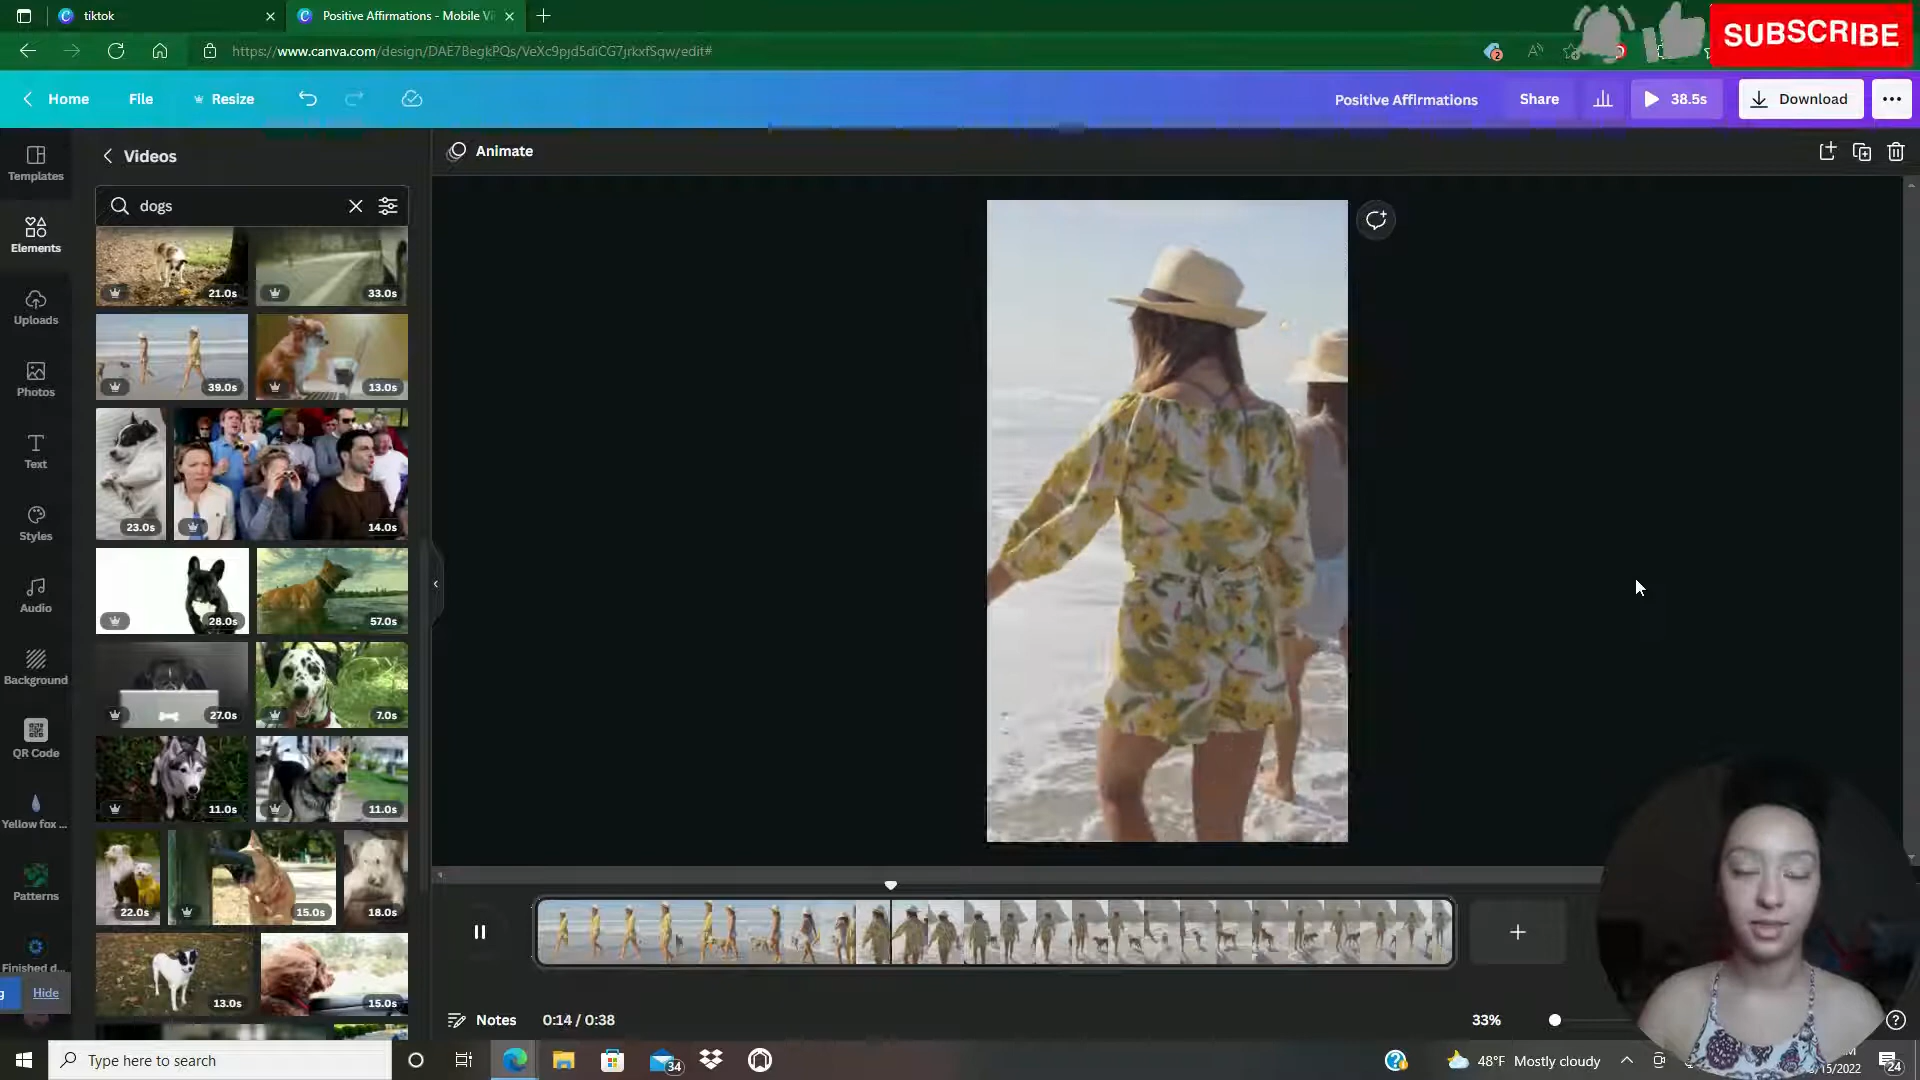 tiktok
Positive Affirmations - Mobile Vi
https://www.canva.com/design/DAE7BegkPQs/VeXc9pjd5diCG7jrkxfSqw/edit#
2
SUBSCRIBE
Home
File
Resize
Positive Affirmations
Share
38.5s
Download
Templates
Elements
Uploads
Photos
Text
Styles
Audio
Background
QR Code
Yellow fox ...
Patterns
Finished d...
g
Hide
Videos
dogs
21.0s
33.0s
39.0s
13.0s
23.0s
14.0s
28.0s
57.0s
27.0s
7.0s
11.0s
11.0s
22.0s
15.0s
18.0s
13.0s
15.0s
Animate
Notes
0:14 / 0:38
33%
Type here to search
34
48°F Mostly cloudy
/15/2022
24